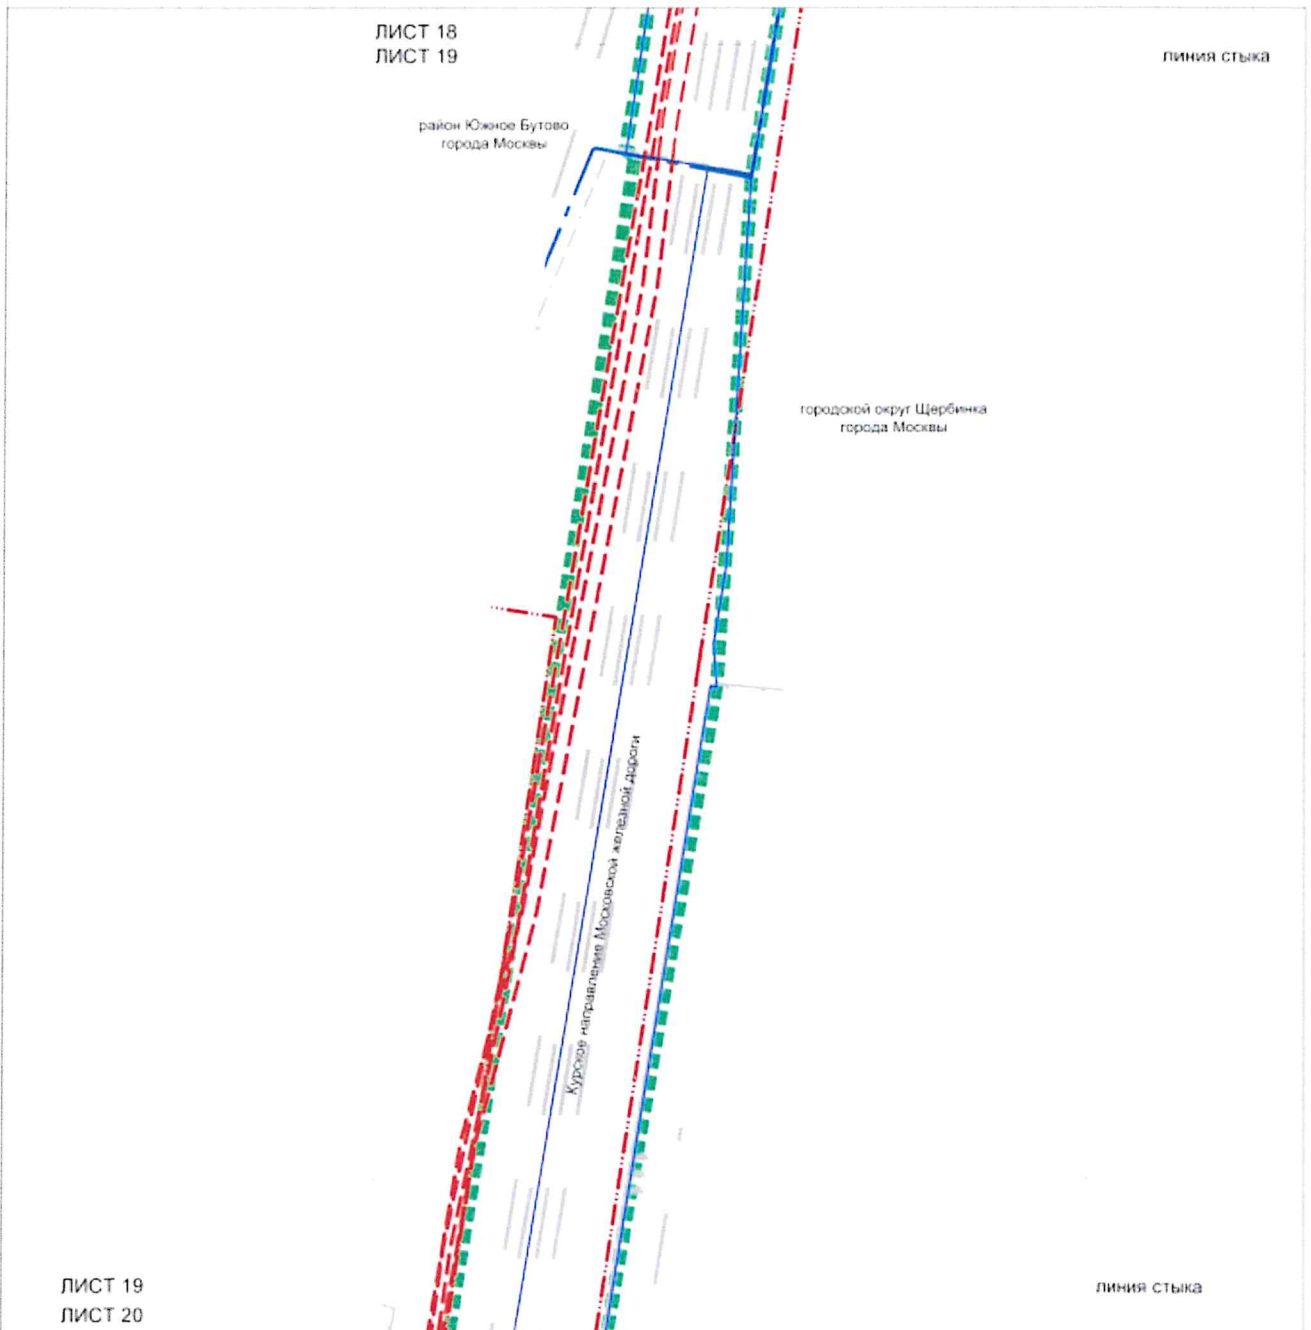 ЛИСТ 18
ЛИСТ 19
линия стыка
район Южное Бутово
города Москвы
городской округ Щербинка
города Москвы
Курское направление Московской железной дороги
ЛИСТ 19
ЛИСТ 20
линия стыка